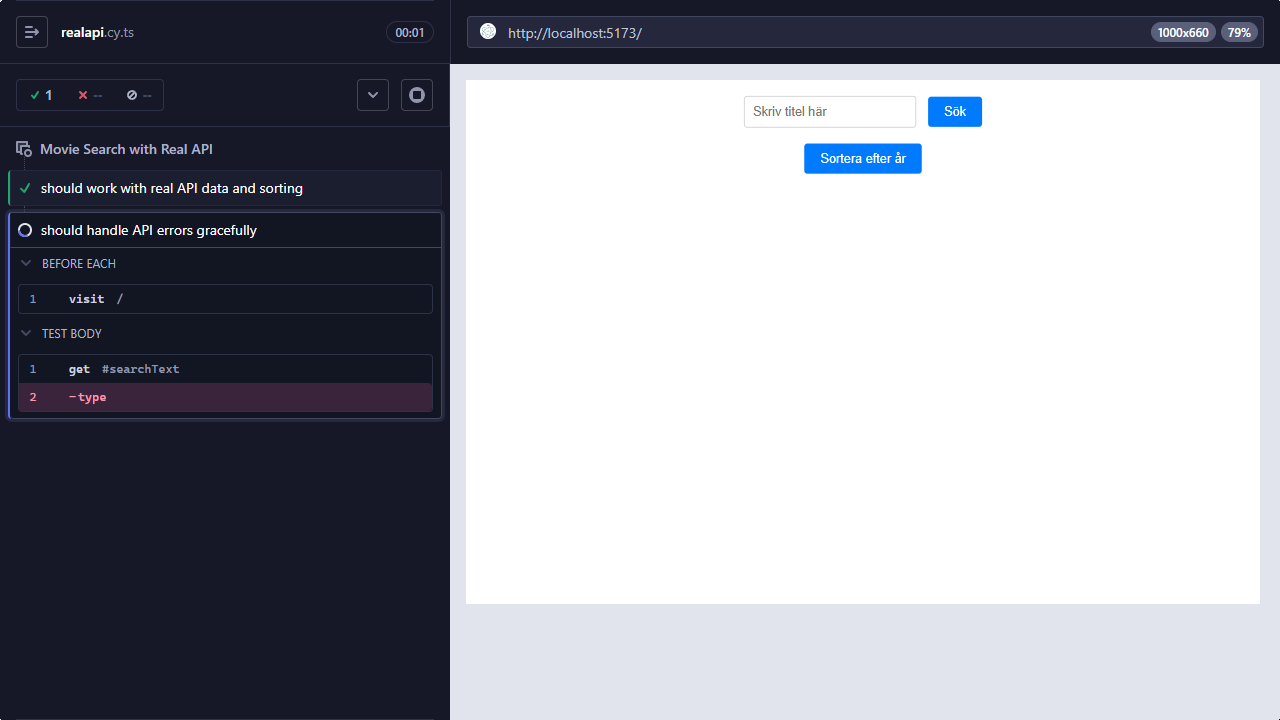 realapi.cy.ts
00:01
1
--
--
Movie Search with Real API
should work with real API data and sorting
should handle API errors gracefully
BEFORE EACH
1 visit /
TEST BODY
1 get #searchText
2 -type
http://localhost:5173/
1000x660
79%
Skriv titel här
Sök
Sortera efter år